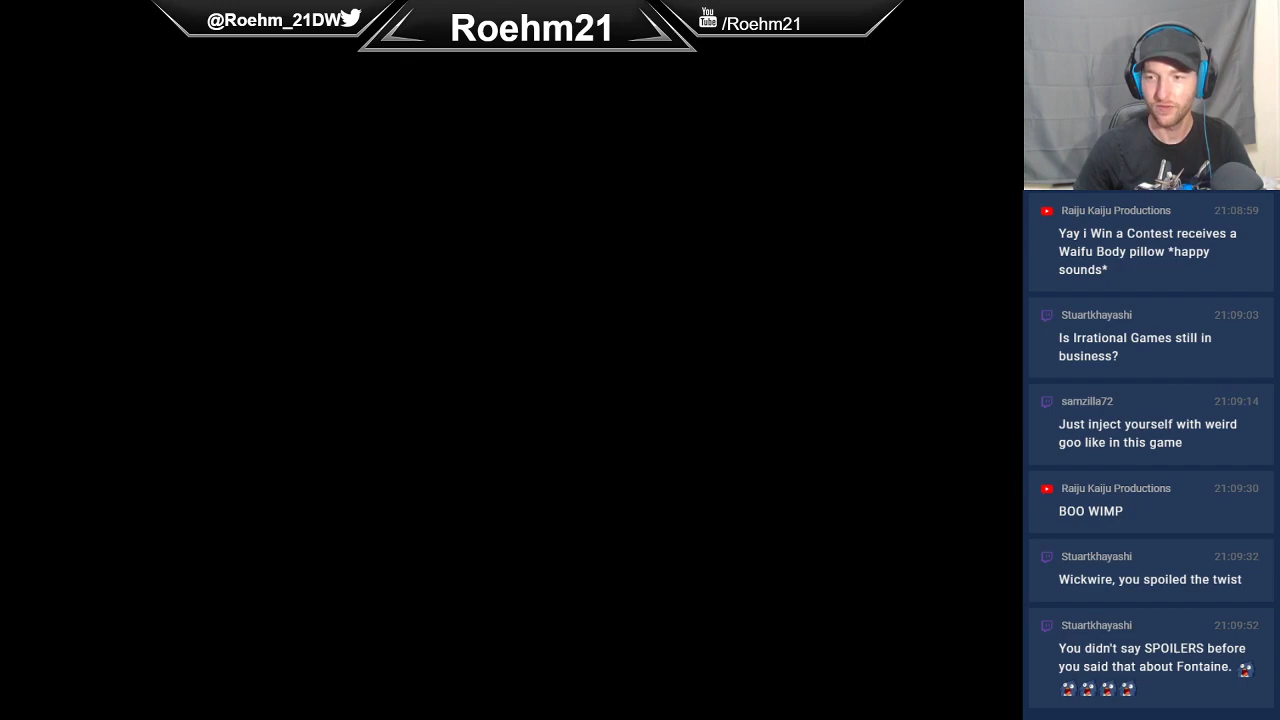 @Roehm_21DW
Roehm21
You
Tube
/Roehm21
Raiju Kaiju Productions 21:08:59
Yay i Win a Contest receives a
Waifu Body pillow *happy
sounds*
Stuartkhayashi 21:09:03
Is Irrational Games still in
business?
samzilla72 21:09:14
Just inject yourself with weird
goo like in this game
Raiju Kaiju Productions 21:09:30
BOO WIMP
Stuartkhayashi 21:09:32
Wickwire, you spoiled the twist
Stuartkhayashi 21:09:52
You didn't say SPOILERS before
you said that about Fontaine.